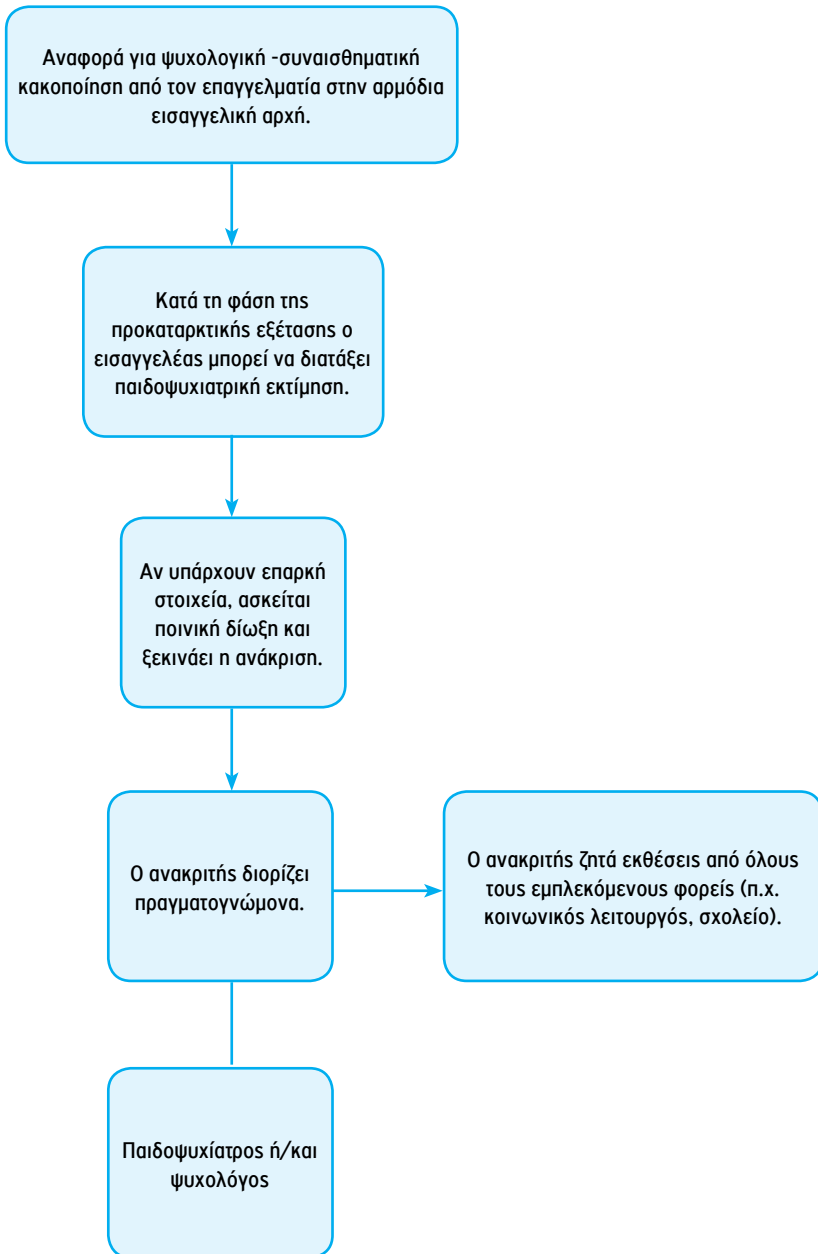 Αναφορά για ψυχολογική -συναισθηματική
κακοποίηση από τον επαγγελματία στην αρμόδια
εισαγγελική αρχή.
Κατά τη φάση της
προκαταρκτικής εξέτασης ο
εισαγγελέας μπορεί να διατάξει
παιδοψυχιατρική εκτίμηση.
Αν υπάρχουν επαρκή
στοιχεία, ασκείται
ποινική δίωξη και
ξεκινάει η ανάκριση.
Ο ανακριτής διορίζει
πραγματογνώμονα.
Ο ανακριτής ζητά εκθέσεις από όλους
τους εμπλεκόμενους φορείς (π.χ.
κοινωνικός λειτουργός, σχολείο).
Παιδοψυχίατρος ή/και
ψυχολόγος